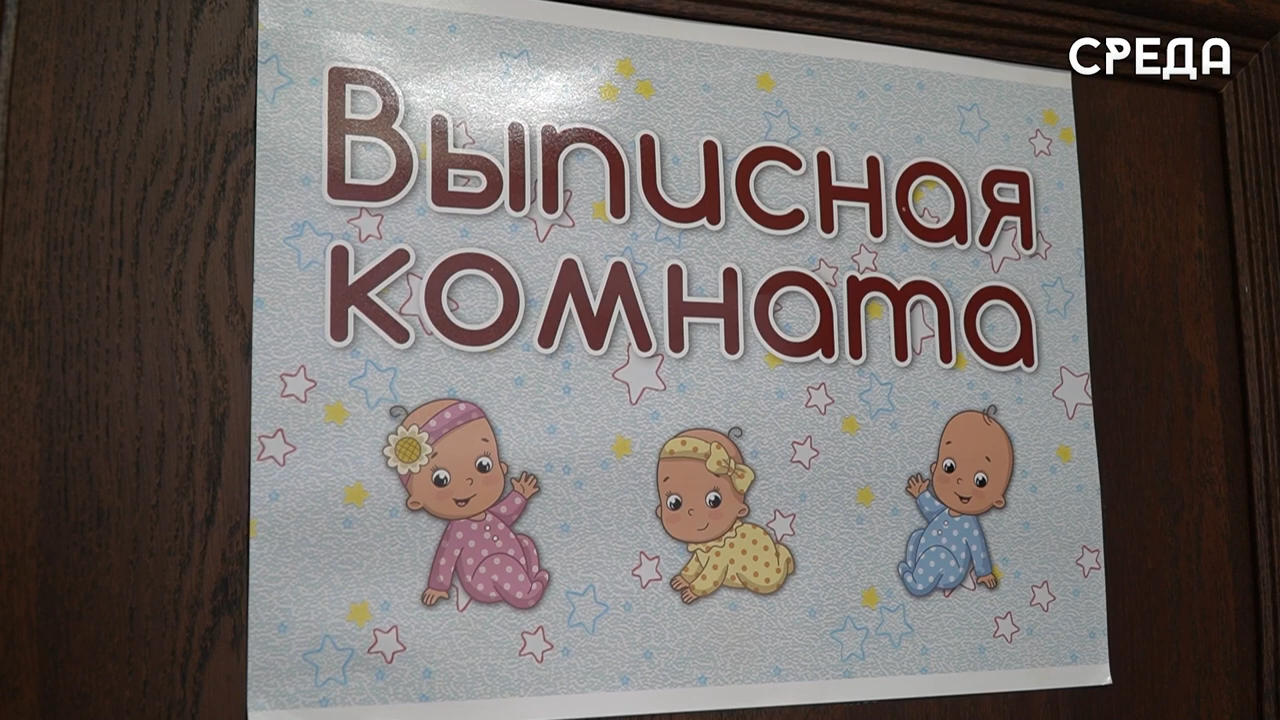 СРЕДА
Выписная
комната